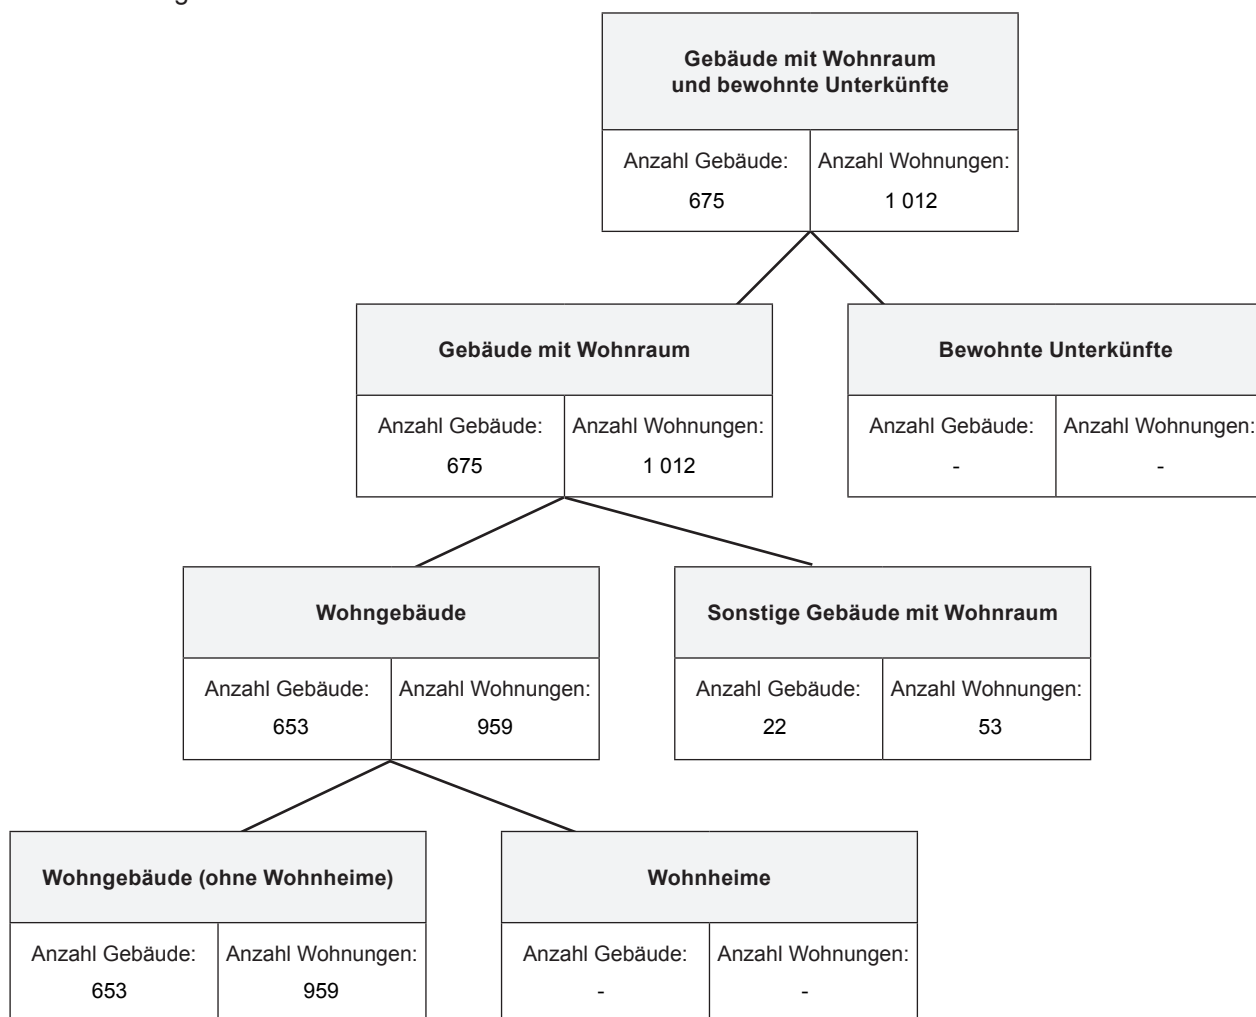 Gebäude mit Wohnraum
und bewohnte Unterkünfte
Anzahl Gebäude: Anzahl Wohnungen:
675 1 012
Gebäude mit Wohnraum Bewohnte Unterkünfte
Anzahl Gebäude: Anzahl Wohnungen: Anzahl Gebäude: Anzahl Wohnungen:
675 1 012 - -
Wohngebäude Sonstige Gebäude mit Wohnraum
Anzahl Gebäude: Anzahl Wohnungen: Anzahl Gebäude: Anzahl Wohnungen:
653 959 22 53
Wohngebäude (ohne Wohnheime) Wohnheime
Anzahl Gebäude: Anzahl Wohnungen: Anzahl Gebäude: Anzahl Wohnungen:
653 959 - -